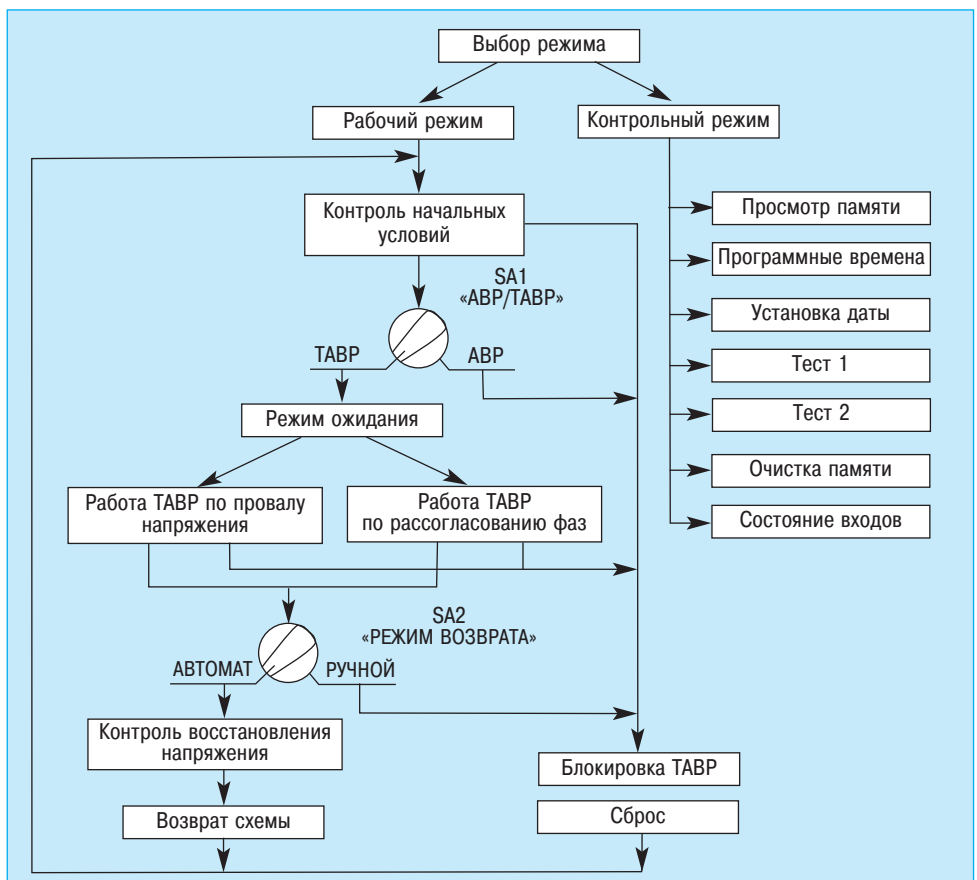 Выбор режима
Рабочий режим
Контрольный режим
Контроль начальных
условий
Просмотр памяти
Программные времена
Установка даты
Тест 1
Тест 2
Очистка памяти
Состояние входов
SA1
«АВР/ТАВР»
ТАВР
АВР
Режим ожидания
Работа ТАВР по провалу
напряжения
Работа ТАВР
по рассогласованию фаз
SA2
«РЕЖИМ ВОЗВРАТА»
АВТОМАТ
РУЧНОЙ
Контроль восстановления
напряжения
Блокировка ТАВР
Возврат схемы
Сброс